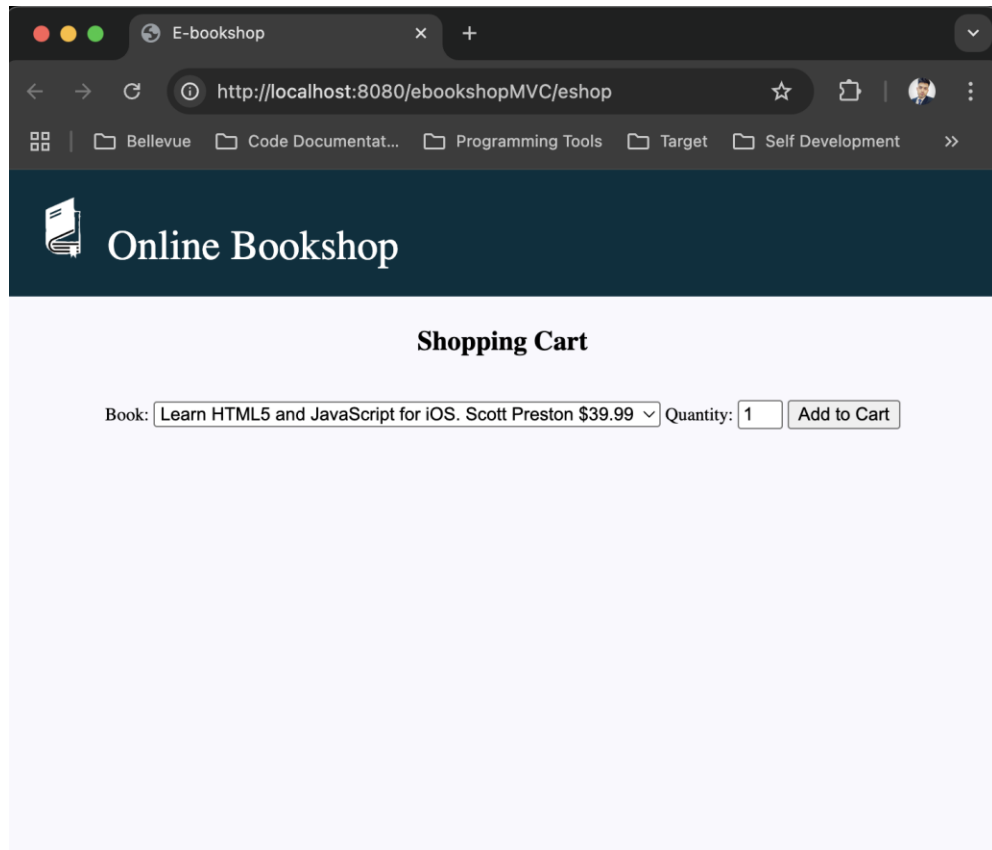 E-bookshop
http://localhost:8080/ebookshopMVC/eshop
Bellevue Code Documentat... Programming Tools Target Self Development
Online Bookshop
Shopping Cart
Book: Learn HTML5 and JavaScript for iOS. Scott Preston $39.99 Quantity: 1 Add to Cart